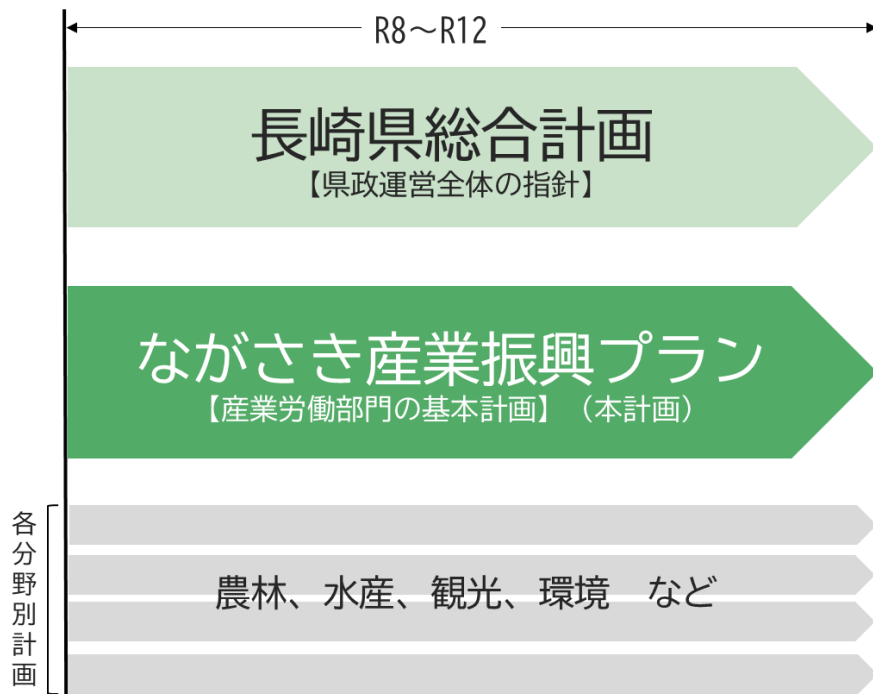 R8～R12
長崎県総合計画
【県政運営全体の指針】
ながさき産業振興プラン
【産業労働部門の基本計画】（本計画）
各分野別計画
農林、水産、観光、環境　など